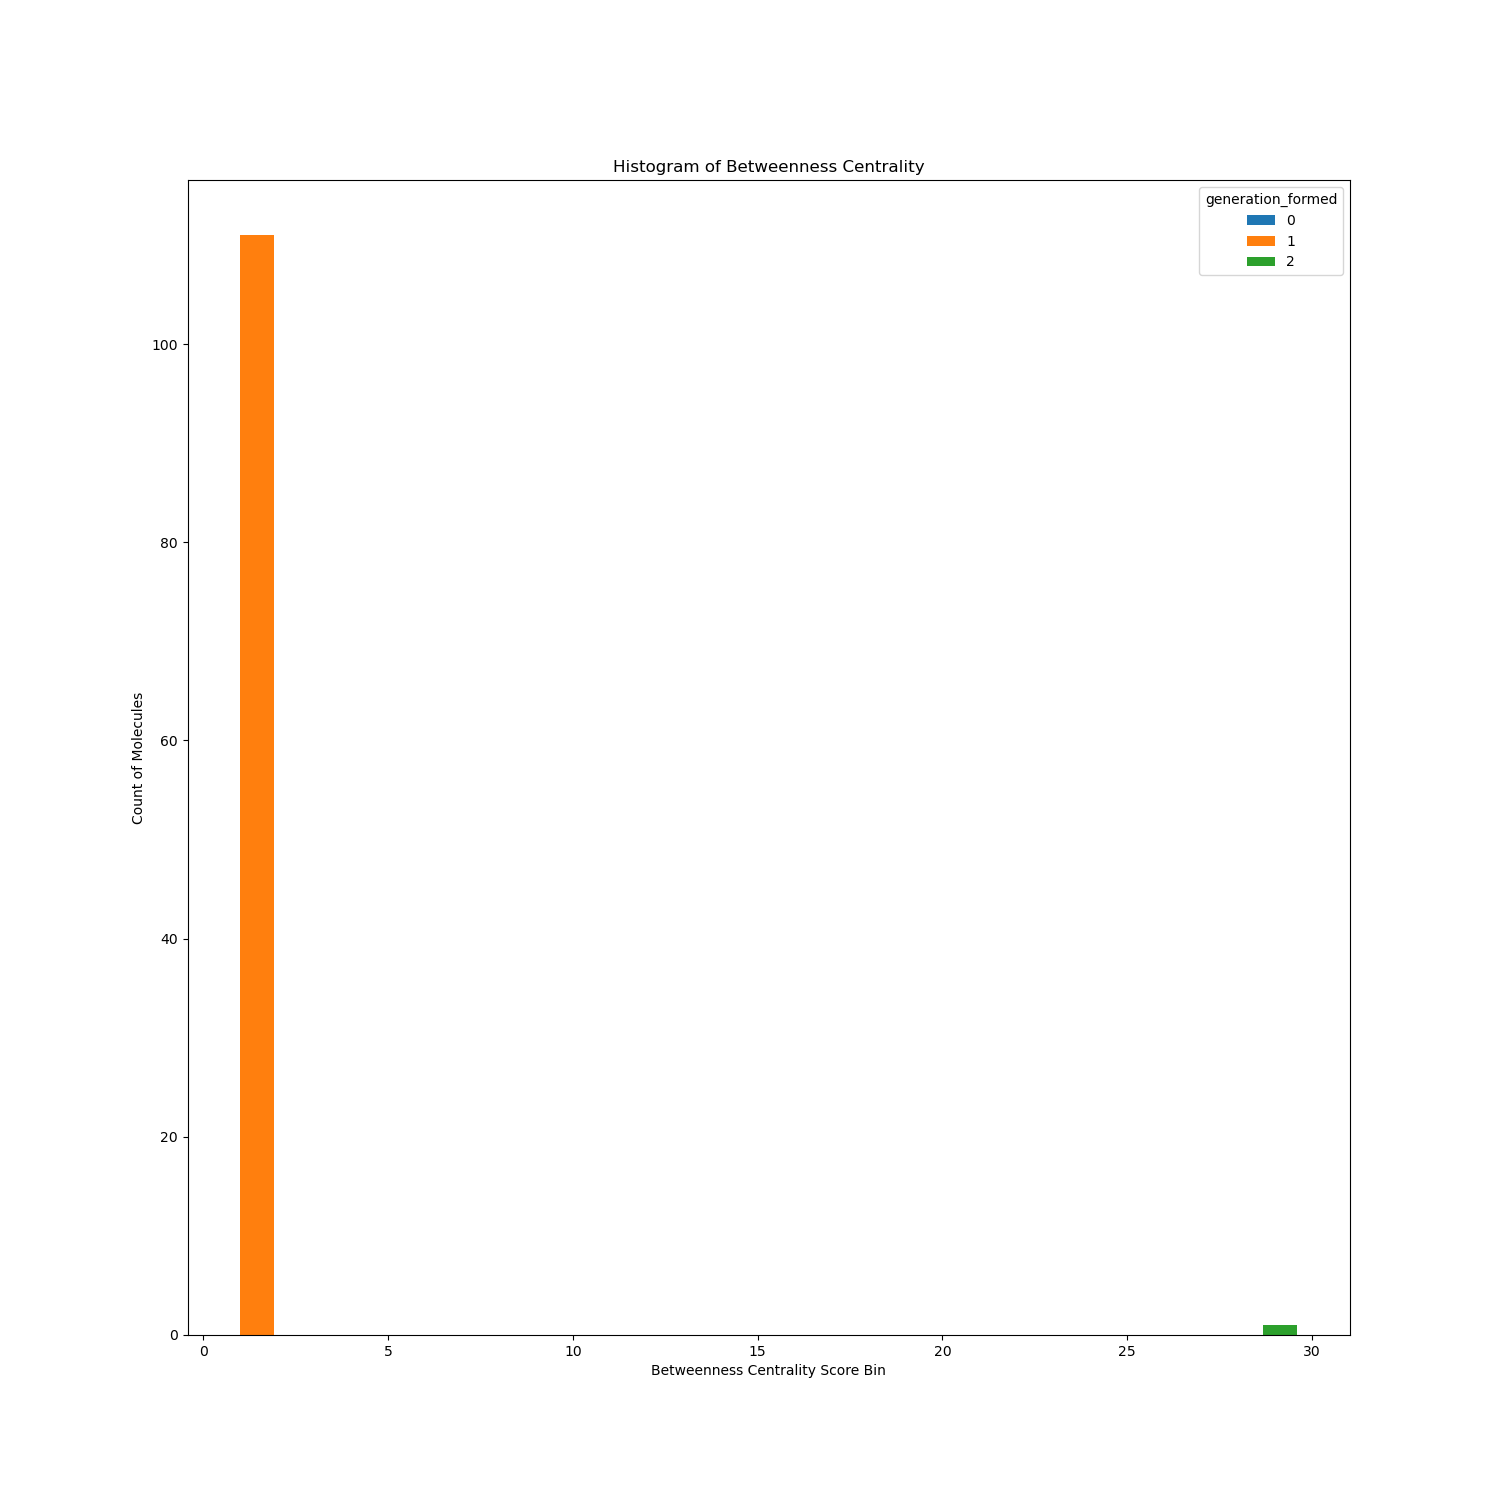 Histogram of Betweenness Centrality
generation_formed
0
1
2
100
80
60
40
20
0
Count of Molecules
0 5 10 15 20 25 30
Betweenness Centrality Score Bin